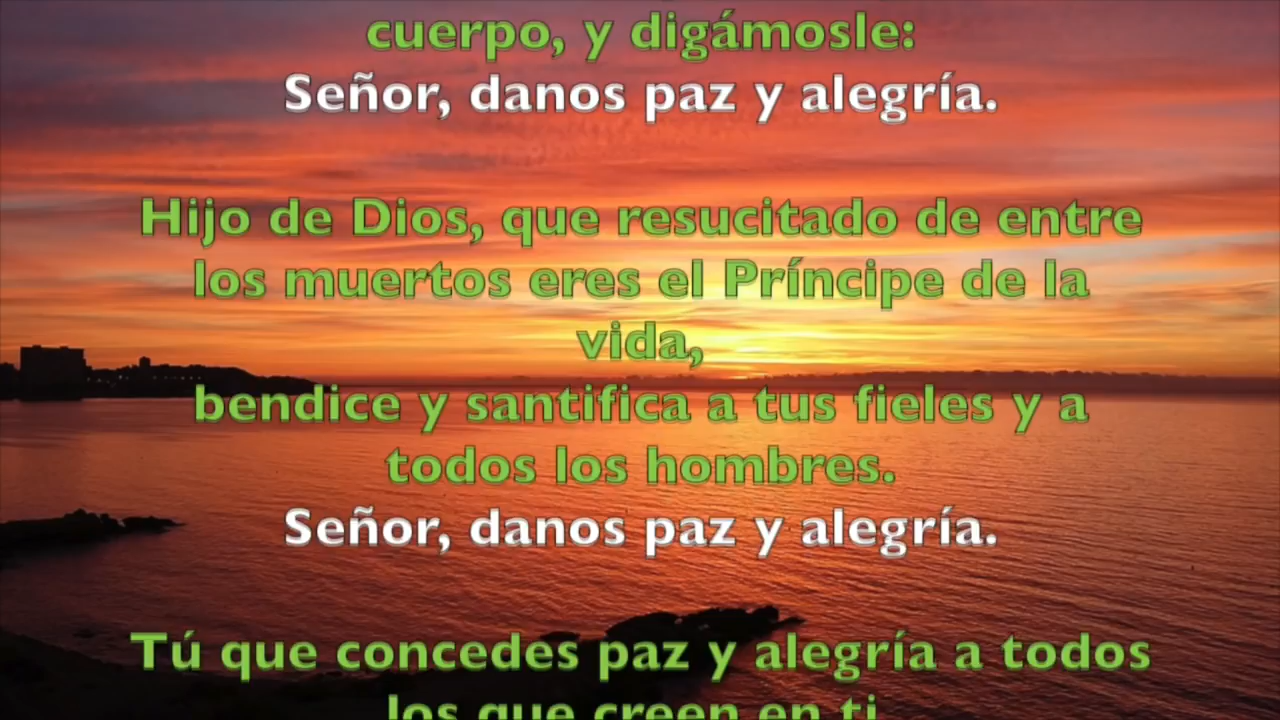 cuerpo, y digámosle:
Señor, danos paz y alegría.
Hijo de Dios, que resucitado de entre
los muertos eres el Príncipe de la
vida,
bendice y santifica a tus fieles y a
todos los hombres.
Señor, danos paz y alegría.
Tú que concedes paz y alegría a todos
los que creen en ti